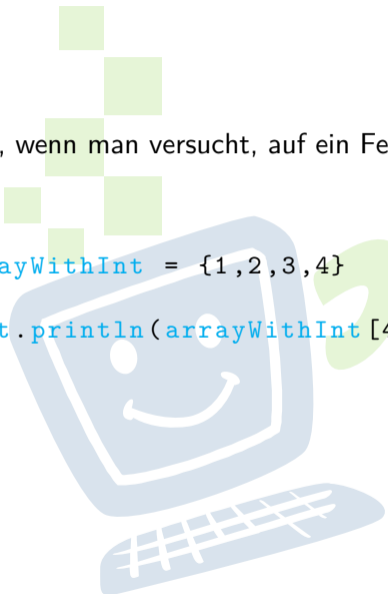 , wenn man versucht, auf ein Fe
ayWithInt = {1,2,3,4}
t.println(arrayWithInt[4